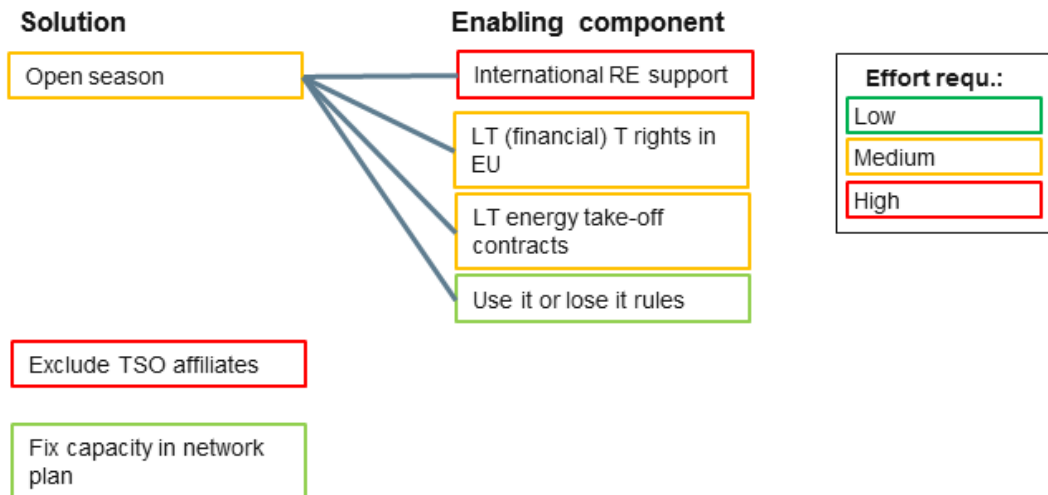 Solution
Enabling component
Open season
International RE support
LT (financial) T rights in
EU
LT energy take-off
contracts
Use it or lose it rules
Exclude TSO affiliates
Fix capacity in network
plan
Effort requ.:
Low
Medium
High